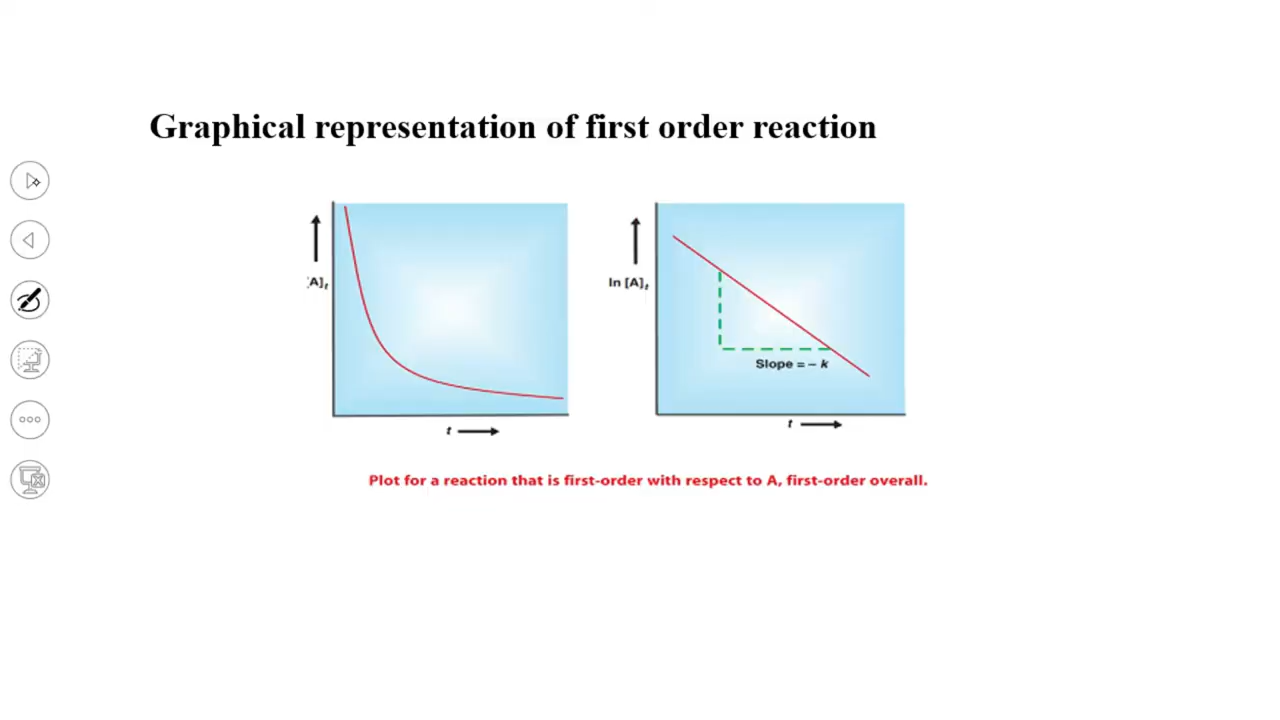 Graphical representation of first order reaction
[A]t
ln [A]t
Slope = – k
t
t
Plot for a reaction that is first-order with respect to A, first-order overall.